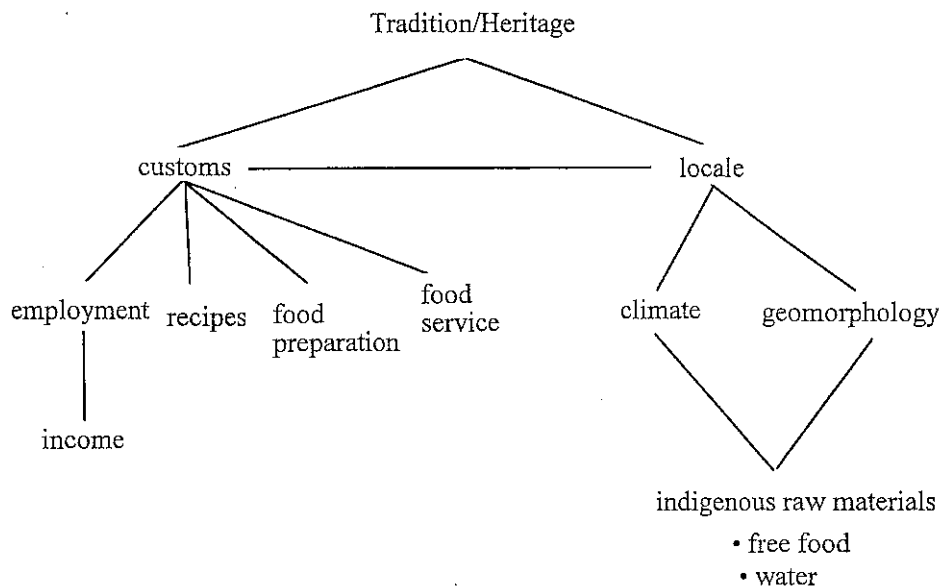 Tradition/Heritage
customs
locale
employment
recipes
food
preparation
food
service
climate
geomorphology
income
indigenous raw materials
• free food
• water